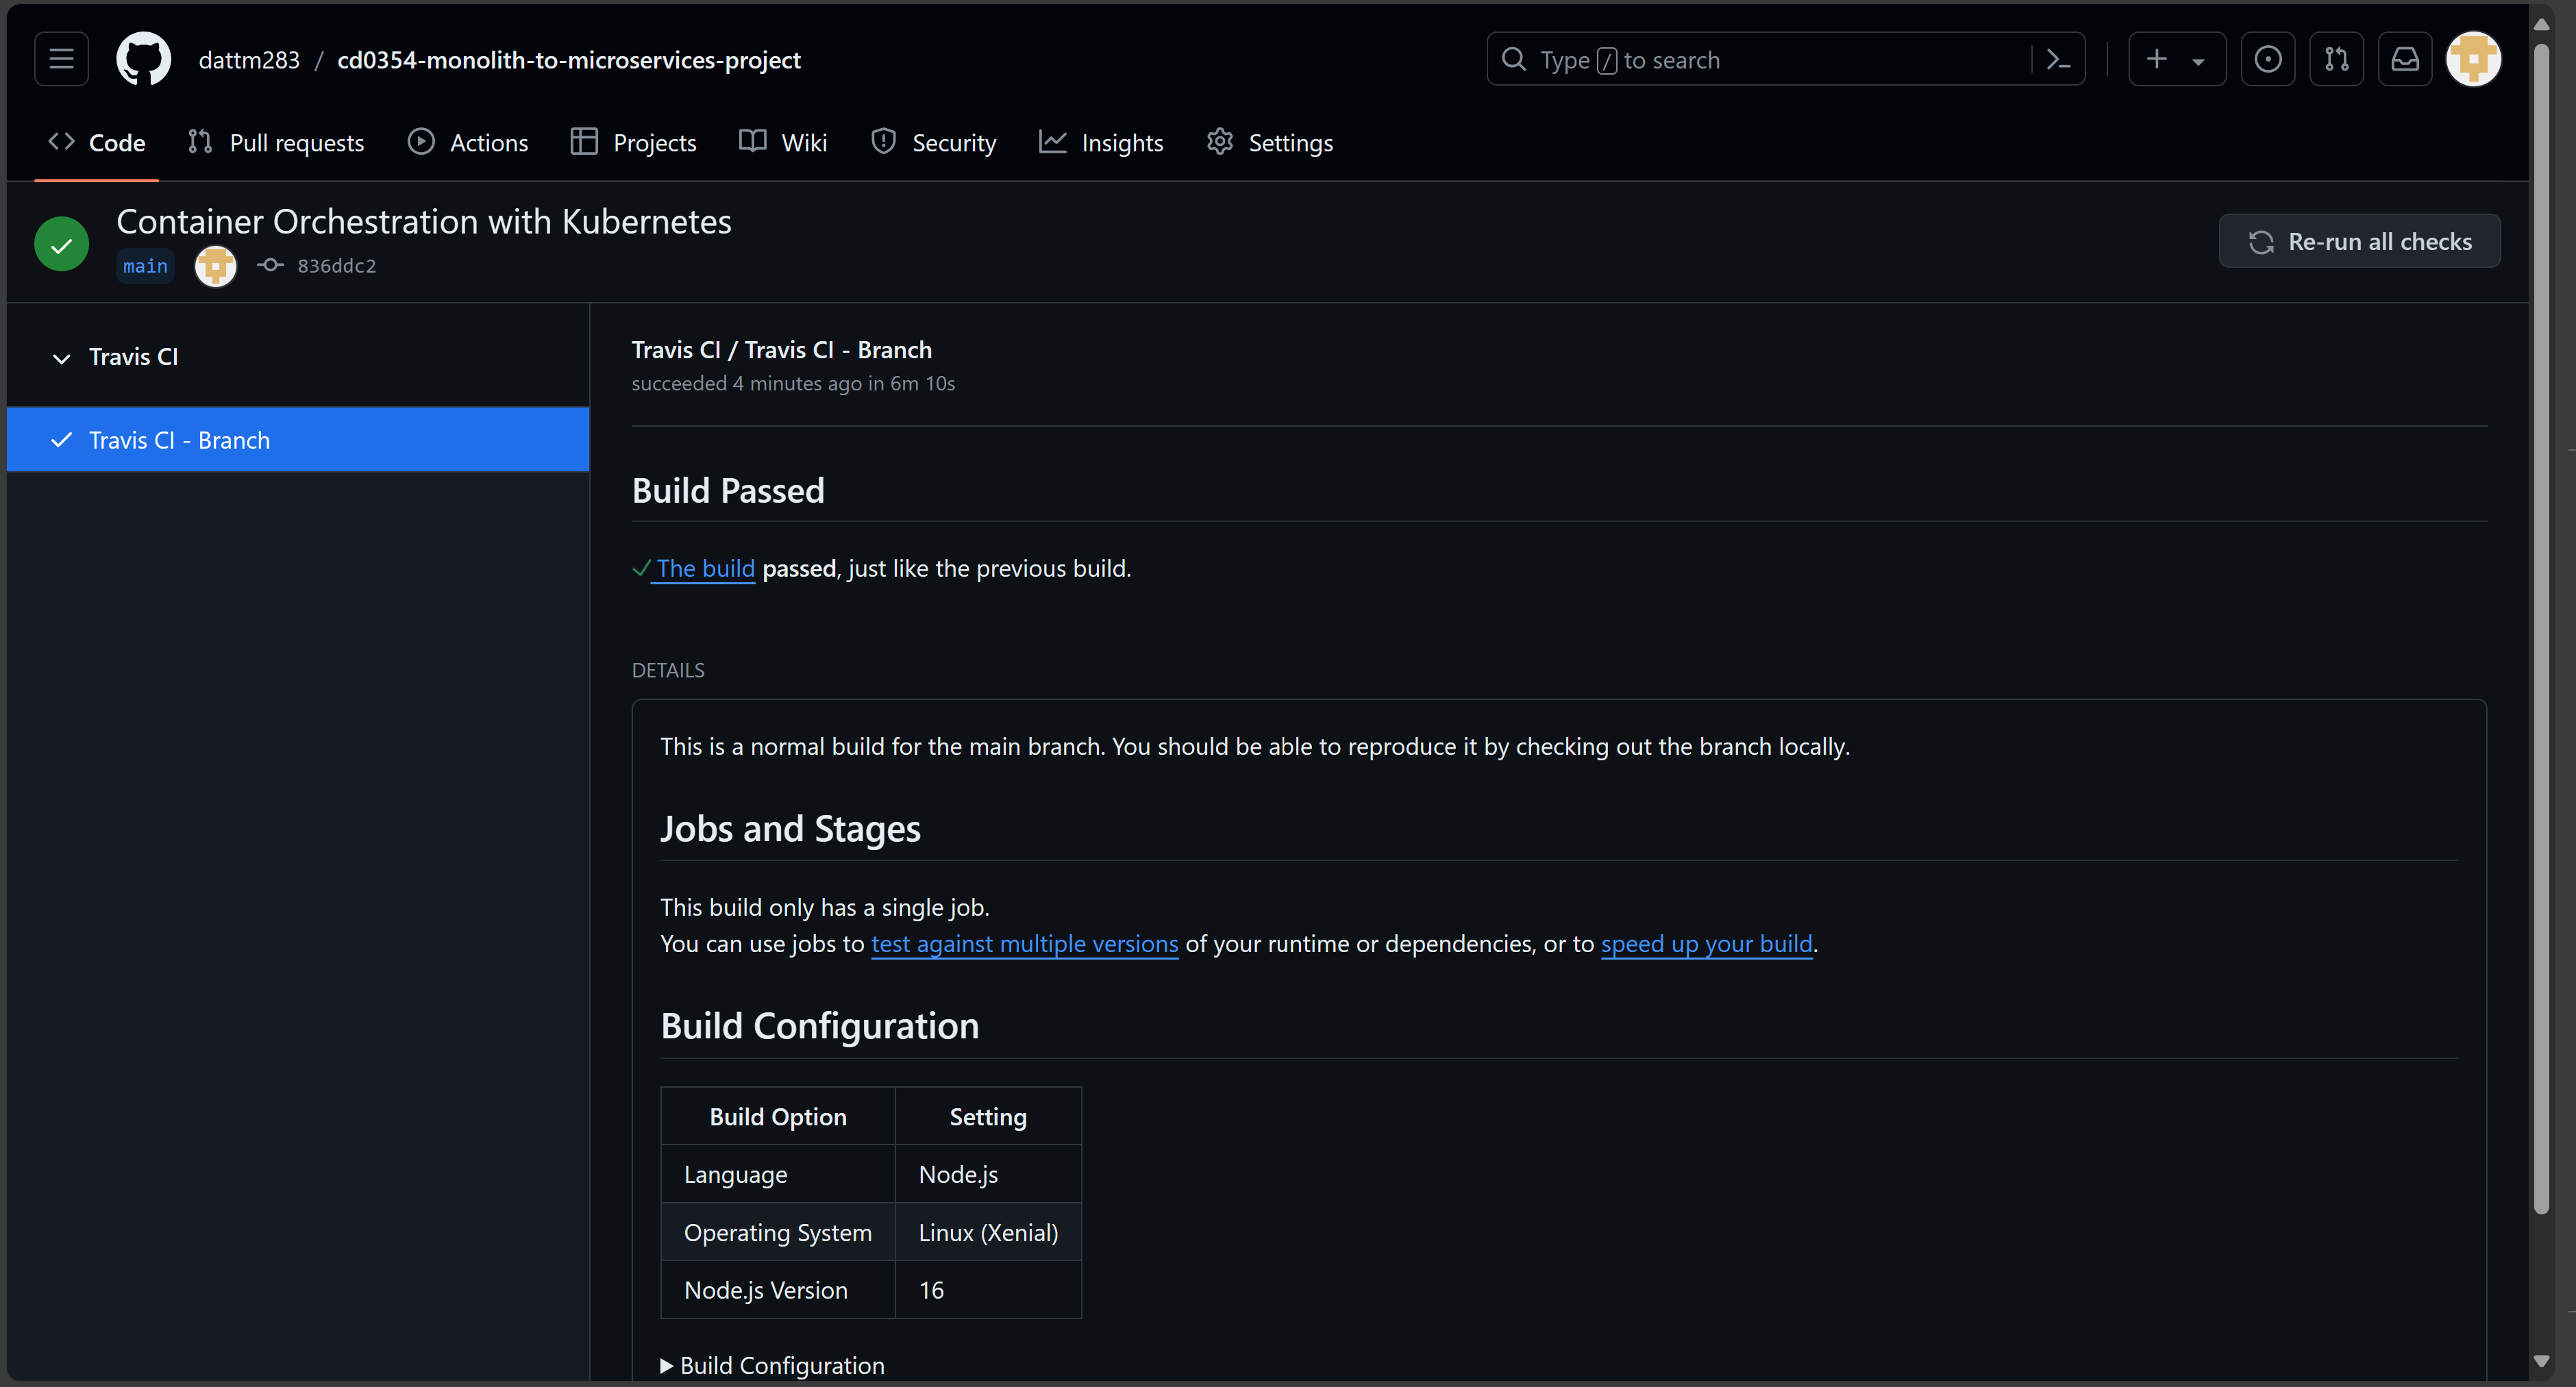 dattm283 / cd0354-monolith-to-microservices-project
Type / to search
Code Pull requests Actions Projects Wiki Security Insights Settings
Container Orchestration with Kubernetes
main 836ddc2
Re-run all checks
Travis CI
Travis CI - Branch
Travis CI / Travis CI - Branch
succeeded 4 minutes ago in 6m 10s
Build Passed
The build passed, just like the previous build.
DETAILS
This is a normal build for the main branch. You should be able to reproduce it by checking out the branch locally.
Jobs and Stages
This build only has a single job.
You can use jobs to test against multiple versions of your runtime or dependencies, or to speed up your build.
Build Configuration
Build Option Setting
Language Node.js
Operating System Linux (Xenial)
Node.js Version 16
Build Configuration